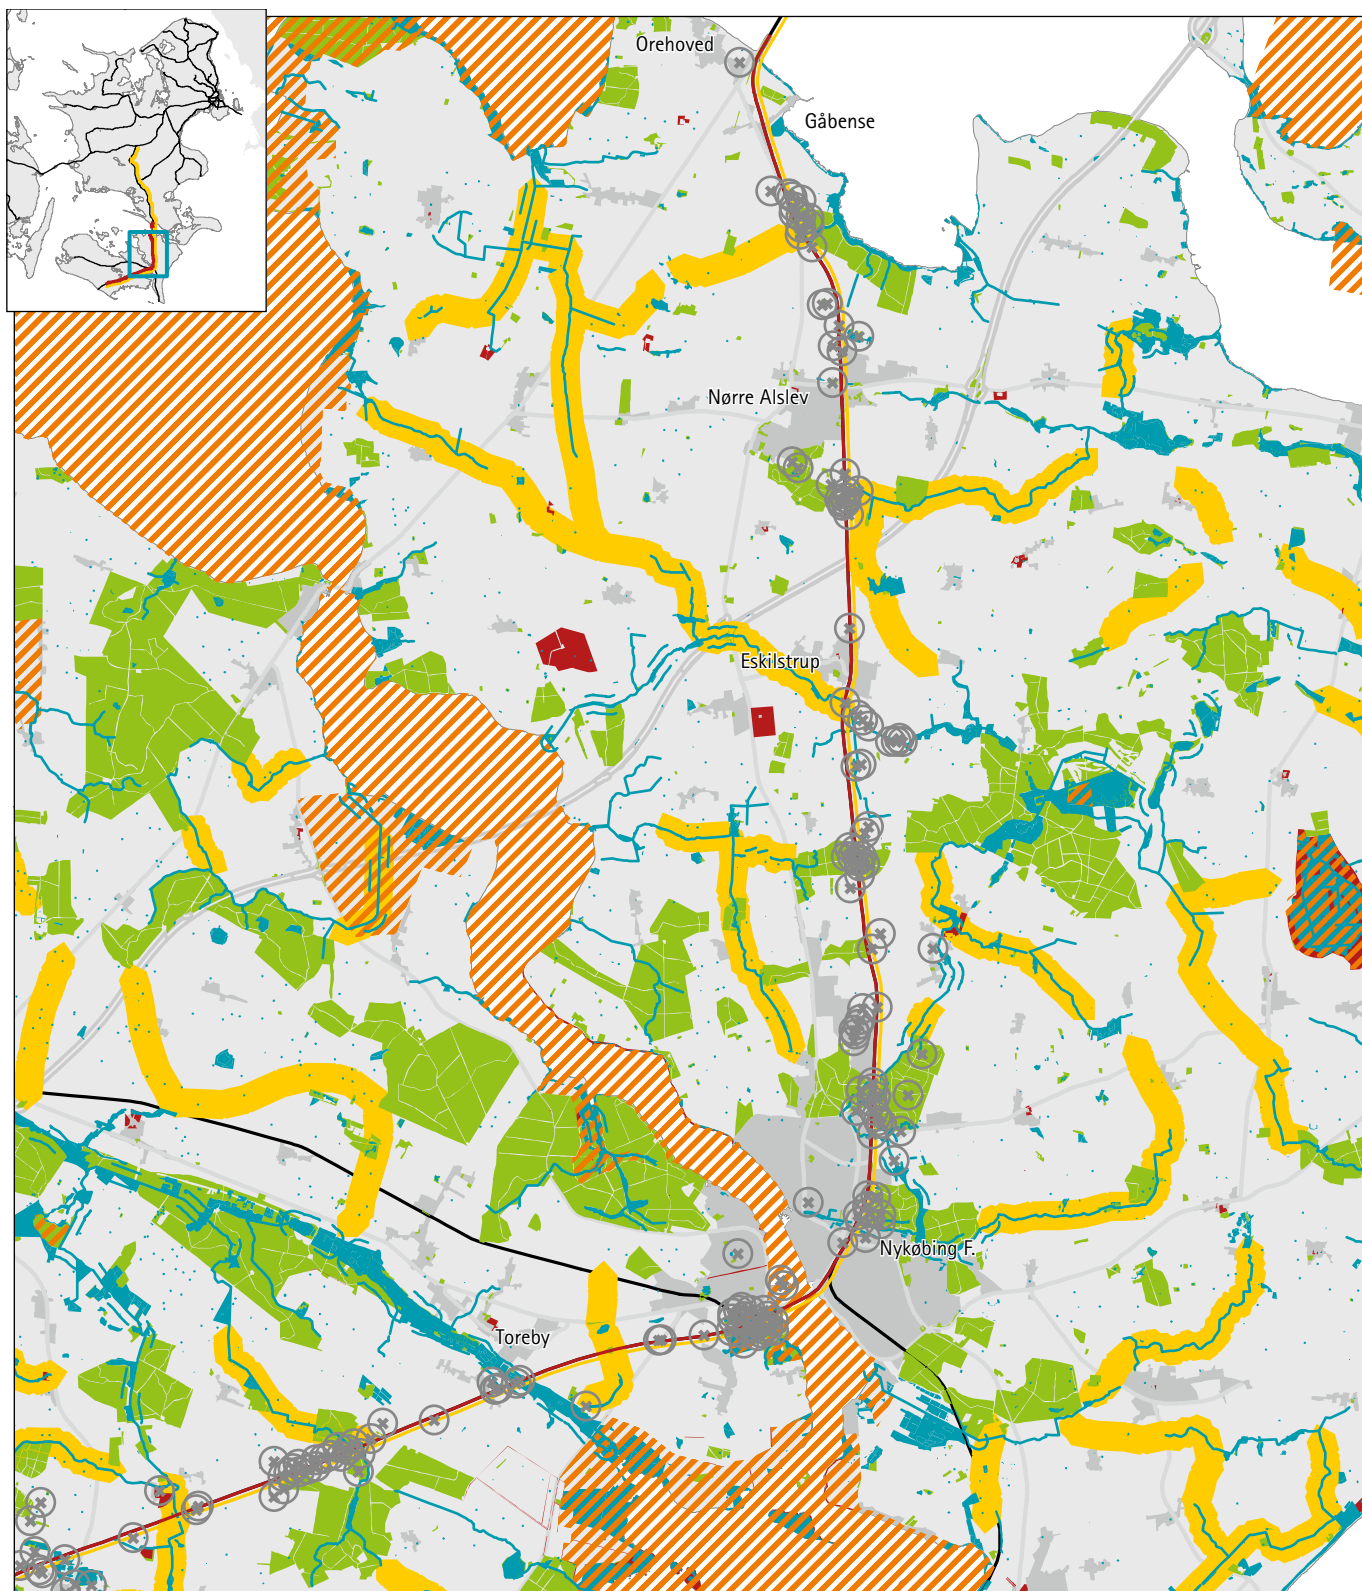 Orehoved
Gåbense
Nørre Alslev
Eskilstrup
Nykøbing F.
Toreby